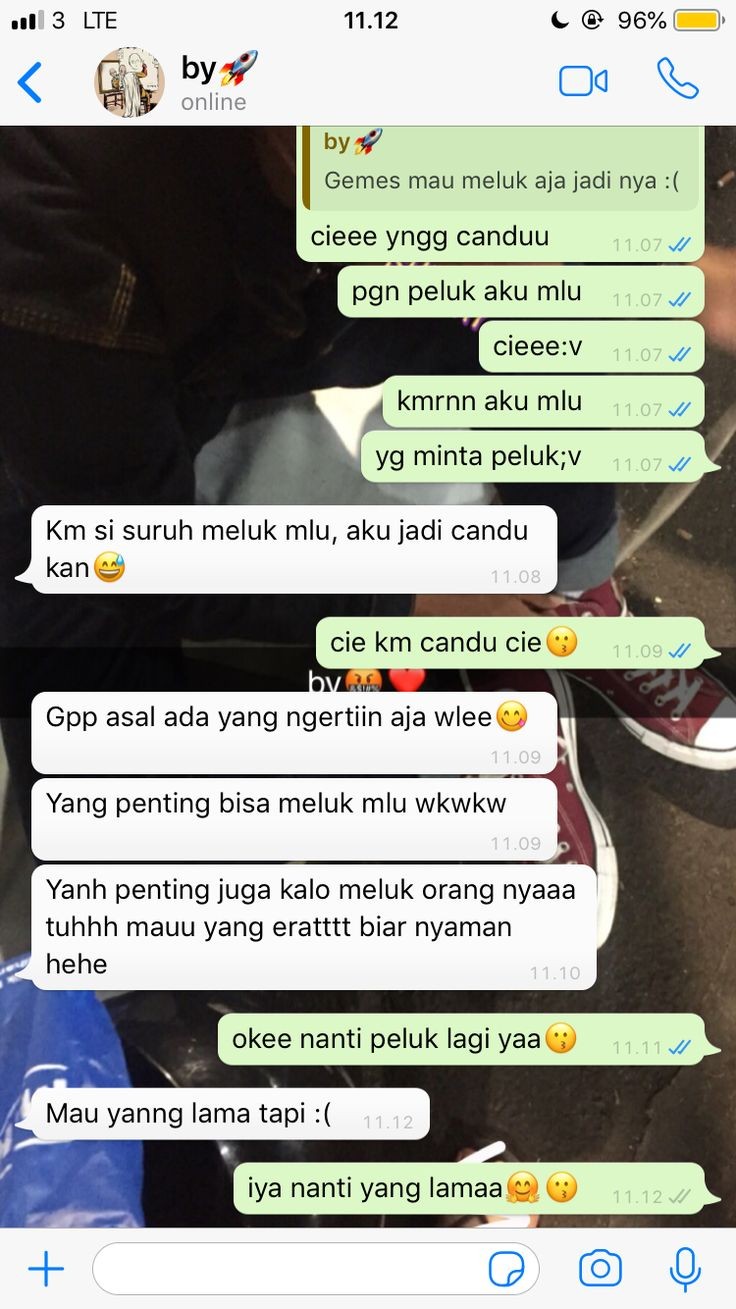 3 LTE 11.12 96%
by🚀
online
by🚀
Gemes mau meluk aja jadi nya :(
cieee yngg canduu 11.07
pgn peluk aku mlu 11.07
cieee:v 11.07
kmrnn aku mlu 11.07
yg minta peluk;v 11.07
Km si suruh meluk mlu, aku jadi candu
kan😅 11.08
cie km candu cie😗 11.09
by🤬❤️
Gpp asal ada yang ngertiin aja wlee😋
11.09
Yang penting bisa meluk mlu wkwkw
11.09
Yanh penting juga kalo meluk orang nyaaa
tuhhh mauu yang eratttt biar nyaman
hehe 11.10
okee nanti peluk lagi yaa😗 11.11
Mau yanng lama tapi :( 11.12
iya nanti yang lamaa🤗😗 11.12